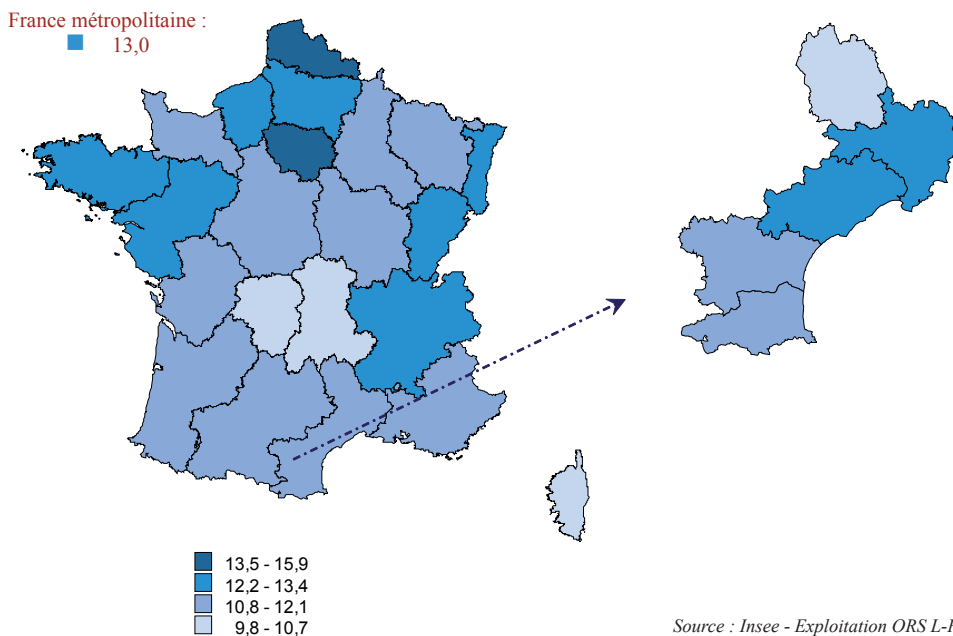 France métropolitaine :
13,0
13,5 - 15,9
12,2 - 13,4
10,8 - 12,1
9,8 - 10,7
Source : Insee - Exploitation ORS